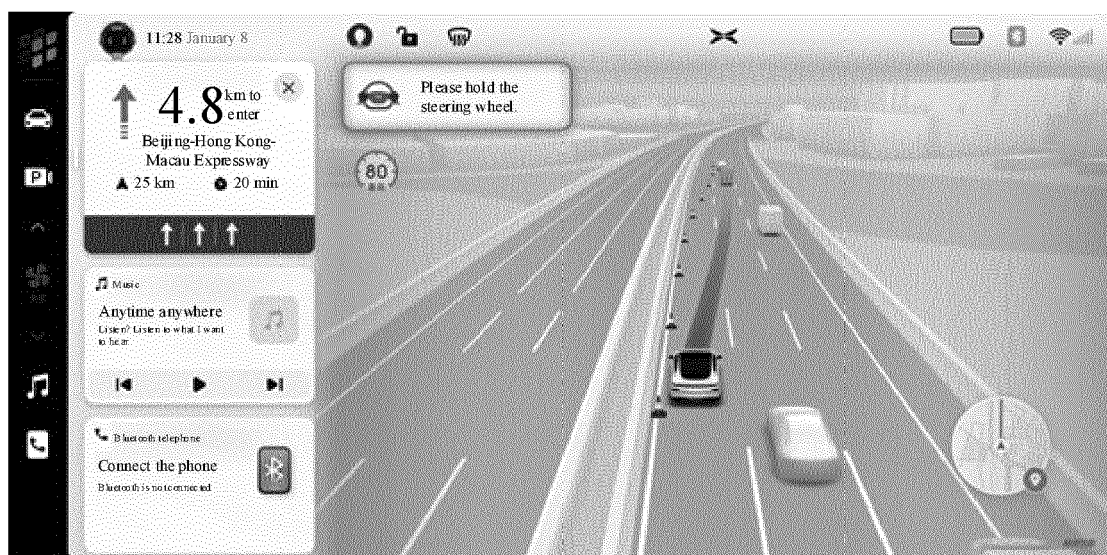 11:28 January 8
4.8 km to
enter
Beijing-Hong Kong-
Macau Expressway
25 km 20 min
Music
Anytime anywhere
Listen? Listen to what I want
to hear
Bluetooth telephone
Connect the phone
Bluetooth is not connected
Please hold the
steering wheel.
80
P